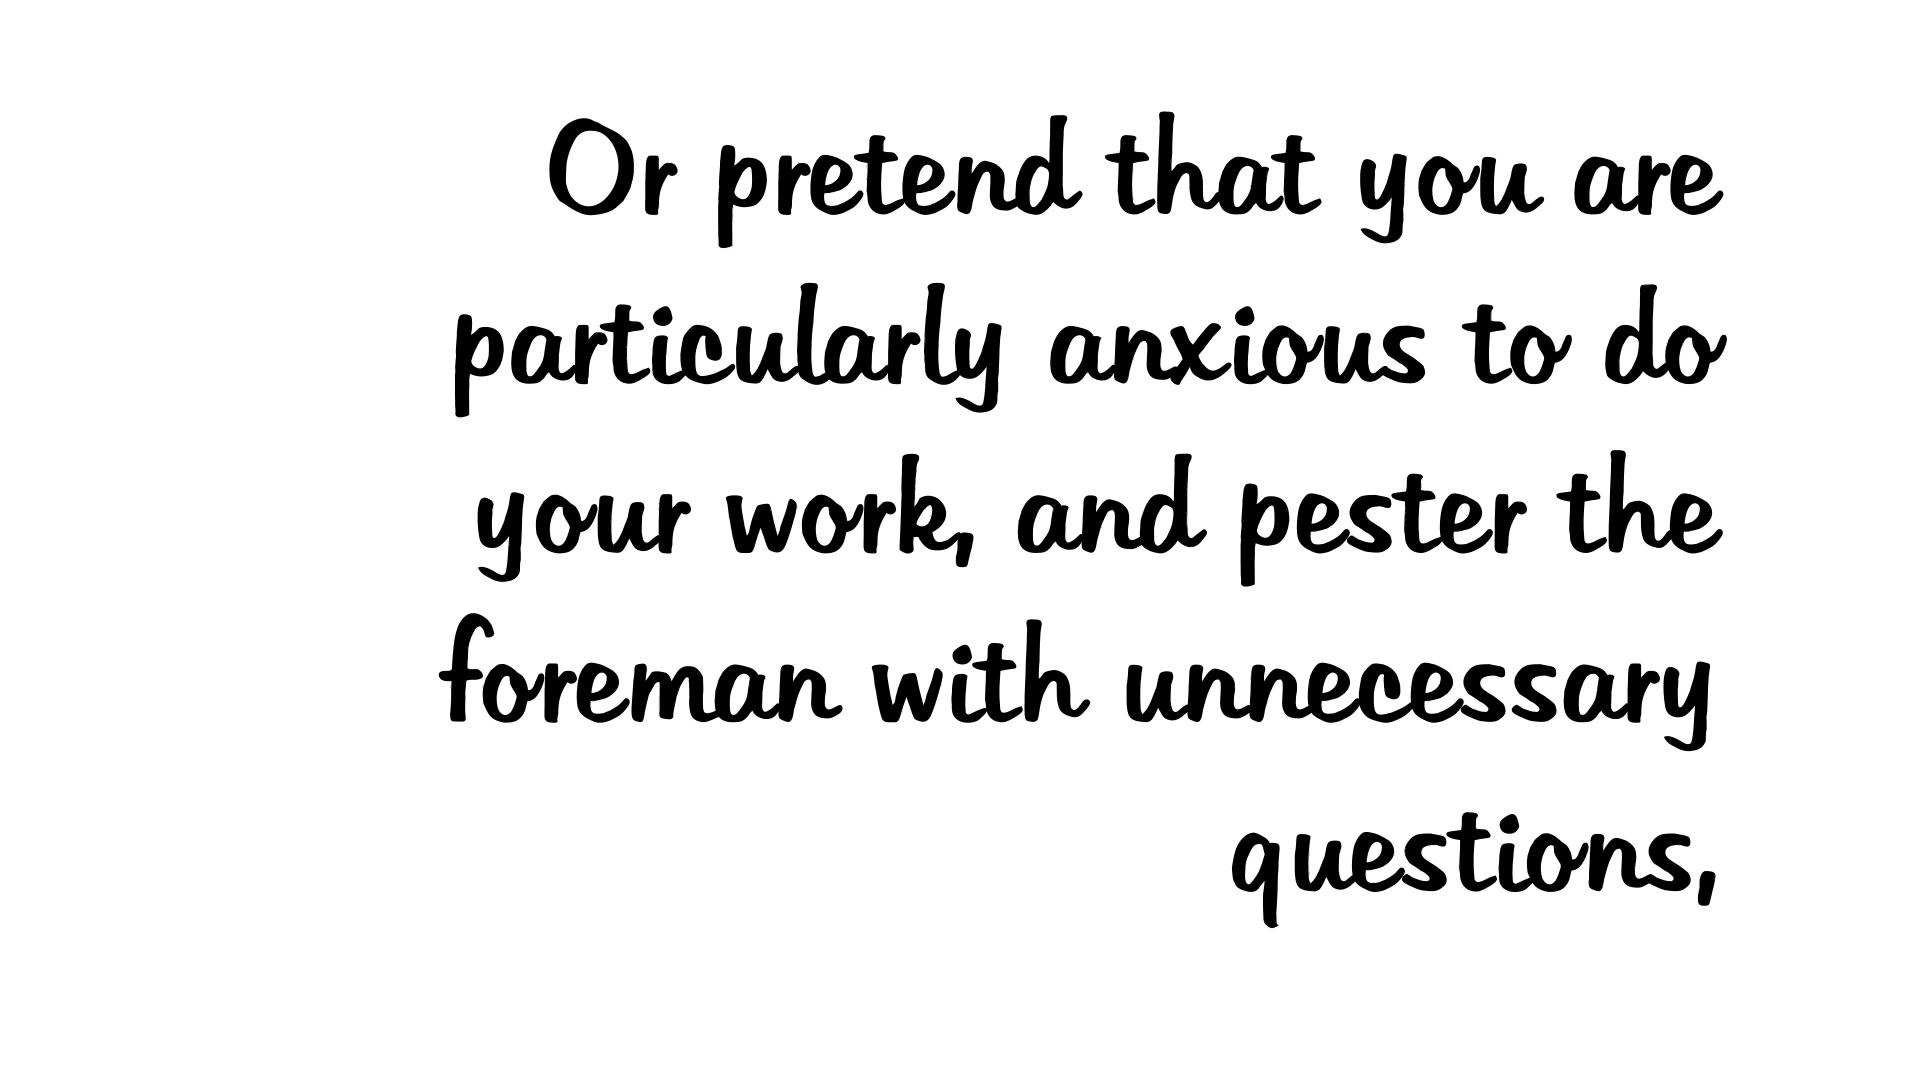 Or pretend that you are
particularly anxious to do
your work, and pester the
foreman with unnecessary
questions,